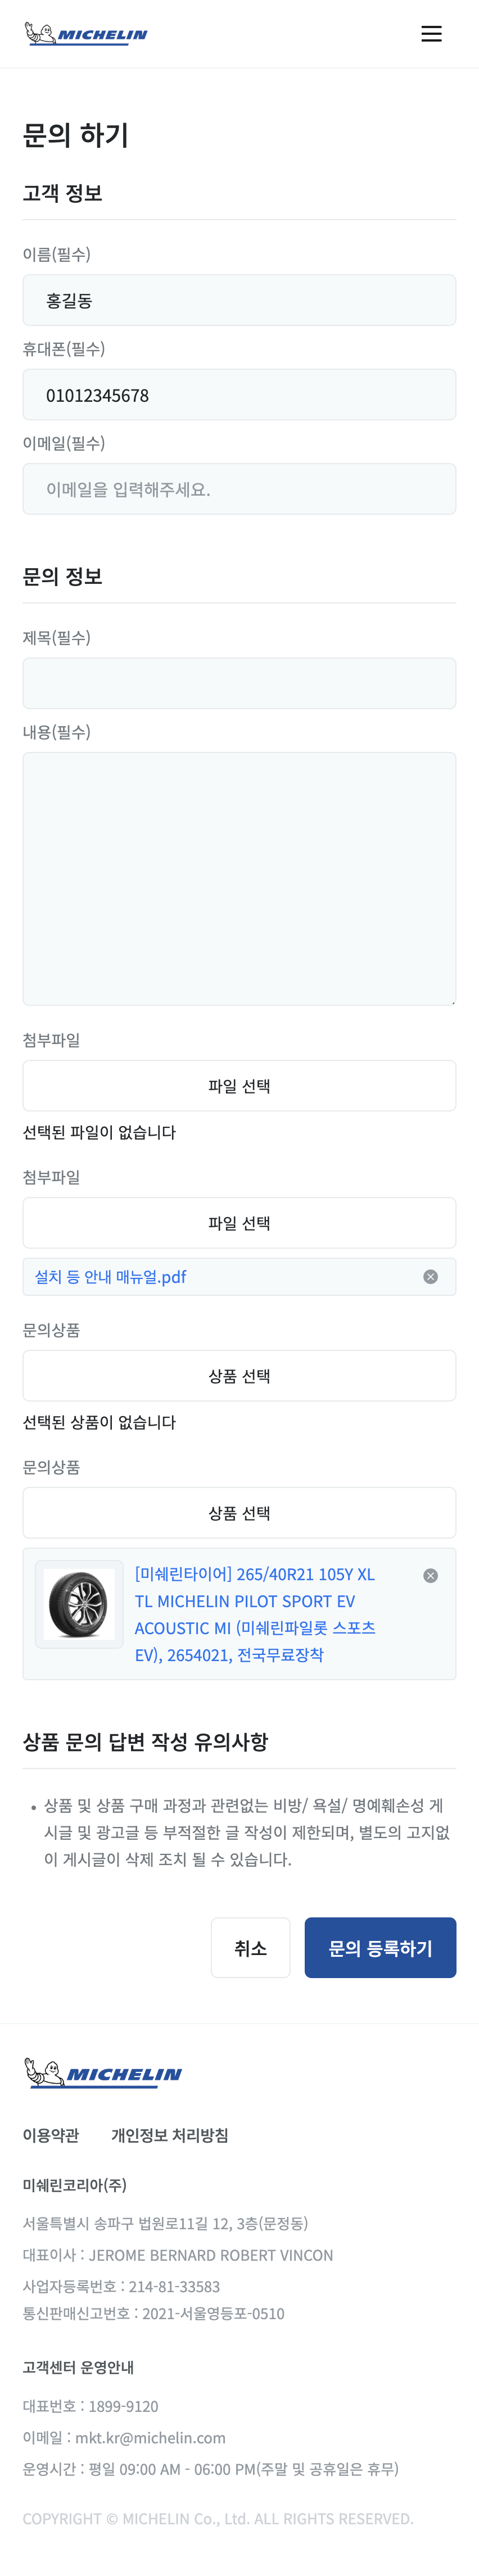 MICHELIN
문의 하기
고객 정보
이름(필수)
홍길동
휴대폰(필수)
01012345678
이메일(필수)
이메일을 입력해주세요.
문의 정보
제목(필수)
내용(필수)
첨부파일
파일 선택
선택된 파일이 없습니다
첨부파일
파일 선택
설치 등 안내 매뉴얼.pdf
문의상품
상품 선택
선택된 상품이 없습니다
문의상품
상품 선택
[미쉐린타이어] 265/40R21 105Y XL
TL MICHELIN PILOT SPORT EV
ACOUSTIC MI (미쉐린파일롯 스포츠
EV), 2654021, 전국무료장착
상품 문의 답변 작성 유의사항
• 상품 및 상품 구매 과정과 관련없는 비방/ 욕설/ 명예훼손성 게
시글 및 광고글 등 부적절한 글 작성이 제한되며, 별도의 고지없
이 게시글이 삭제 조치 될 수 있습니다.
취소
문의 등록하기
MICHELIN
이용약관 개인정보 처리방침
미쉐린코리아(주)
서울특별시 송파구 법원로11길 12, 3층(문정동)
대표이사 : JEROME BERNARD ROBERT VINCON
사업자등록번호 : 214-81-33583
통신판매신고번호 : 2021-서울영등포-0510
고객센터 운영안내
대표번호 : 1899-9120
이메일 : mkt.kr@michelin.com
운영시간 : 평일 09:00 AM - 06:00 PM(주말 및 공휴일은 휴무)
COPYRIGHT © MICHELIN Co., Ltd. ALL RIGHTS RESERVED.